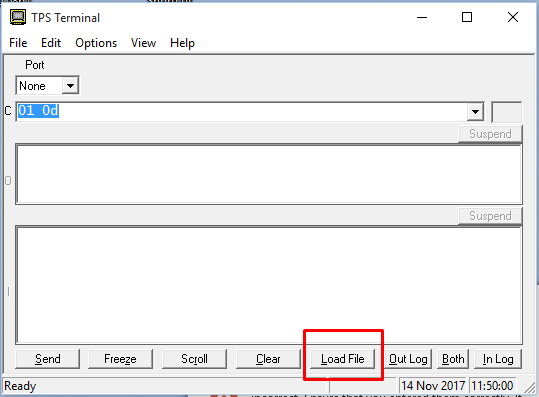 TPS Terminal
File Edit Options View Help
Port
None
C 01 0d
Suspend
O
Suspend
I
Send Freeze Scroll Clear Load File Out Log Both In Log
Ready 14 Nov 2017 11:50:00